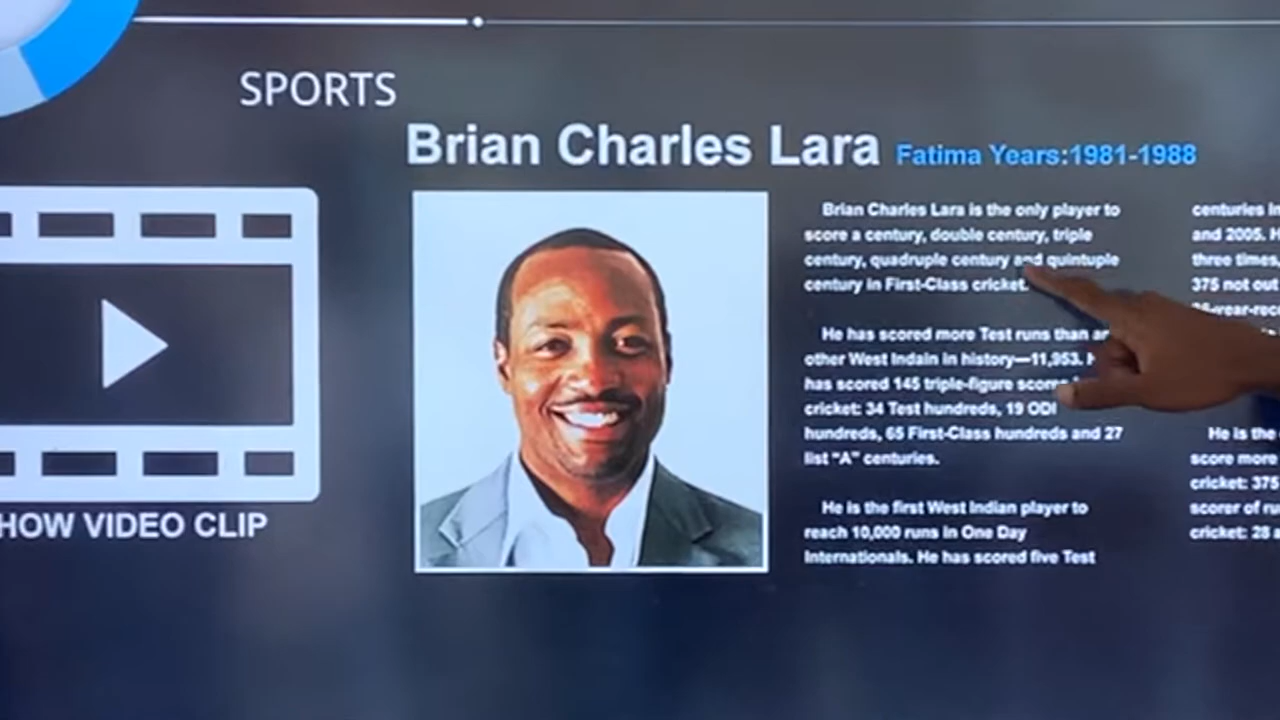 SPORTS
Brian Charles Lara Fatima Years:1981-1988
Brian Charles Lara is the only player to
score a century, double century, triple
century, quadruple century and quintuple
century in First-Class cricket.
He has scored more Test runs than
other West Indain in history—11,953.
has scored 145 triple-figure
cricket: 34 Test hundreds, 19 ODI
hundreds, 65 First-Class hundreds and 27
list "A" centuries.
He is the first West Indian player to
reach 10,000 runs in One Day
Internationals. He has scored five Test
centuries in
and 2005.
three times,
375 not out
He is the
score more
cricket: 375
scorer of
cricket: 28
HOW VIDEO CLIP